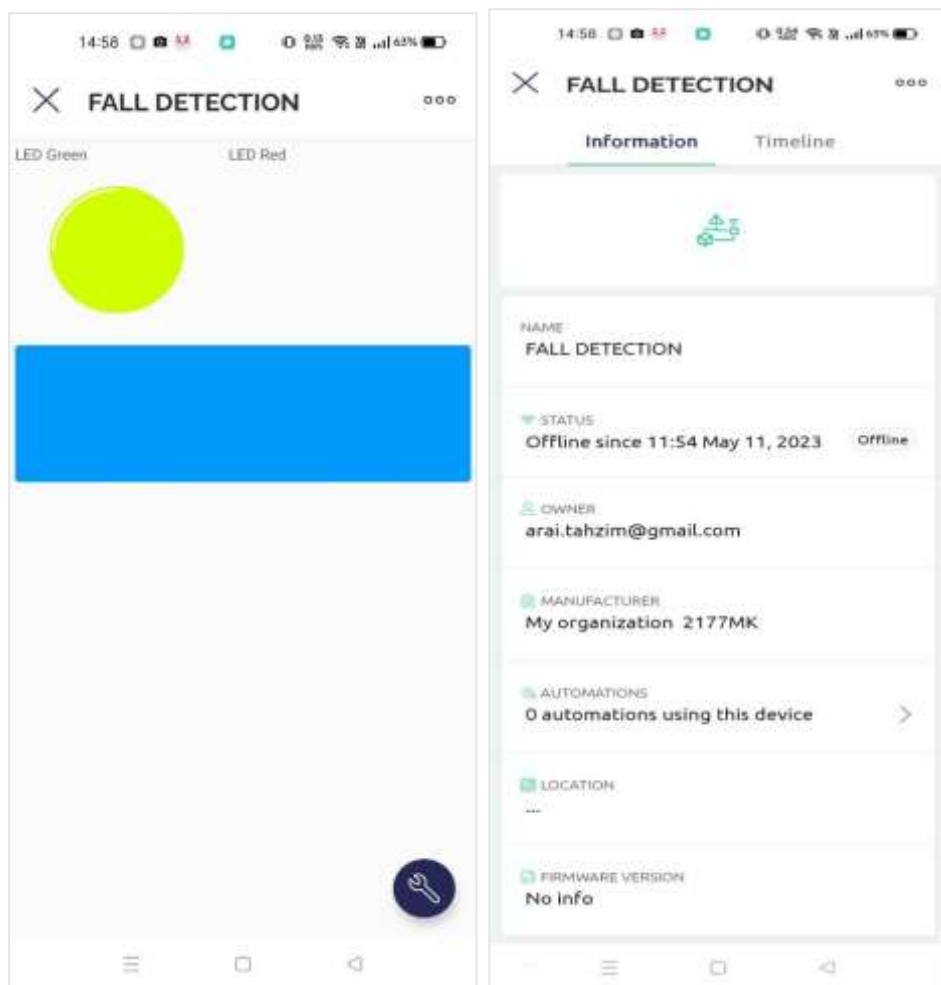 14:58
63%
FALL DETECTION
LED Green LED Red
14:58
65%
FALL DETECTION
Information Timeline
NAME
FALL DETECTION
STATUS
Offline since 11:54 May 11, 2023 Offline
OWNER
arai.tahzim@gmail.com
MANUFACTURER
My organization 2177MK
AUTOMATIONS
0 automations using this device
LOCATION
...
FIRMWARE VERSION
No info